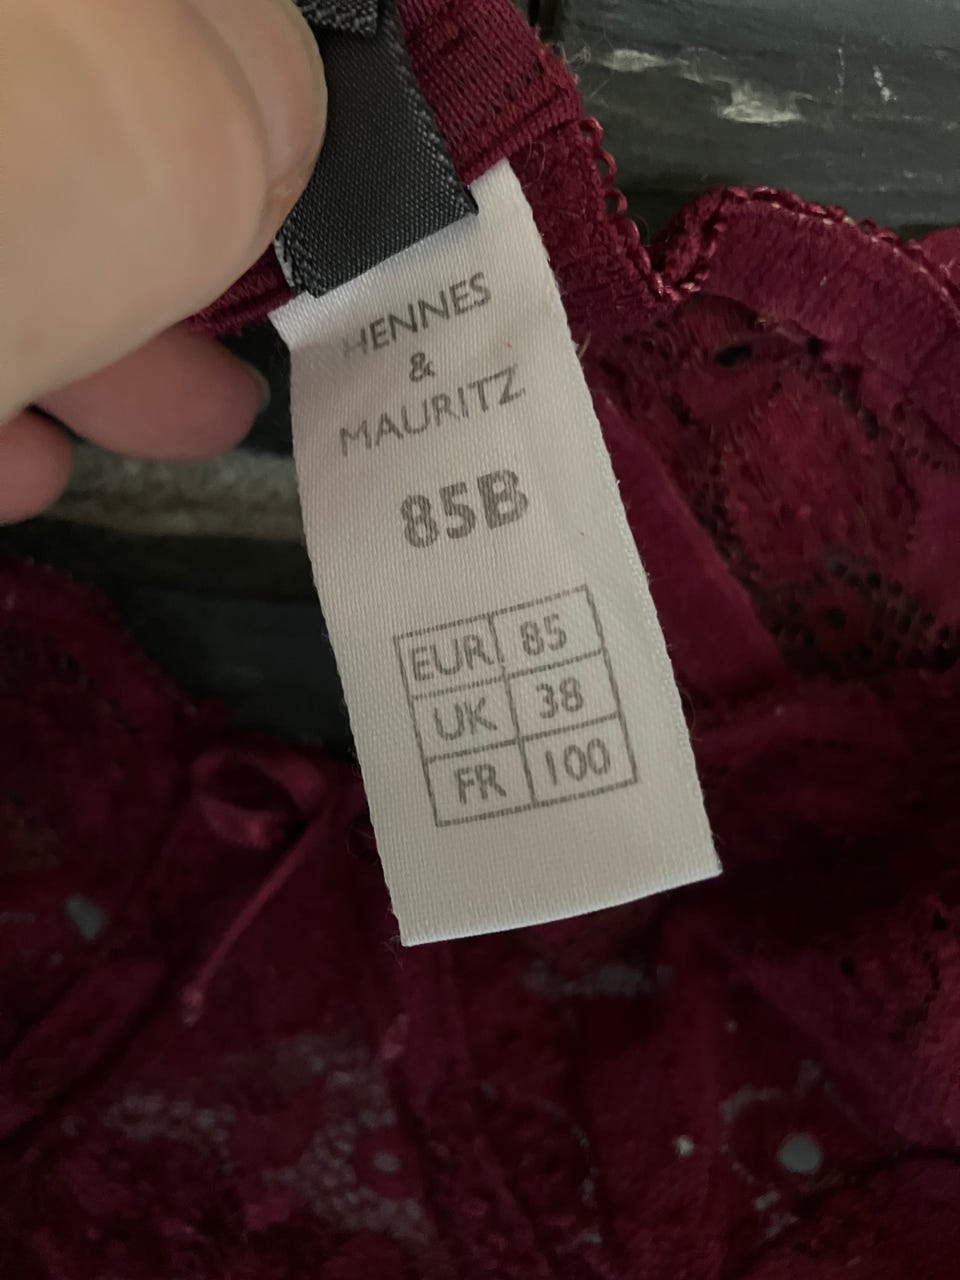 HENNES
&
MAURITZ
85B
EUR 85
UK 38
FR 100